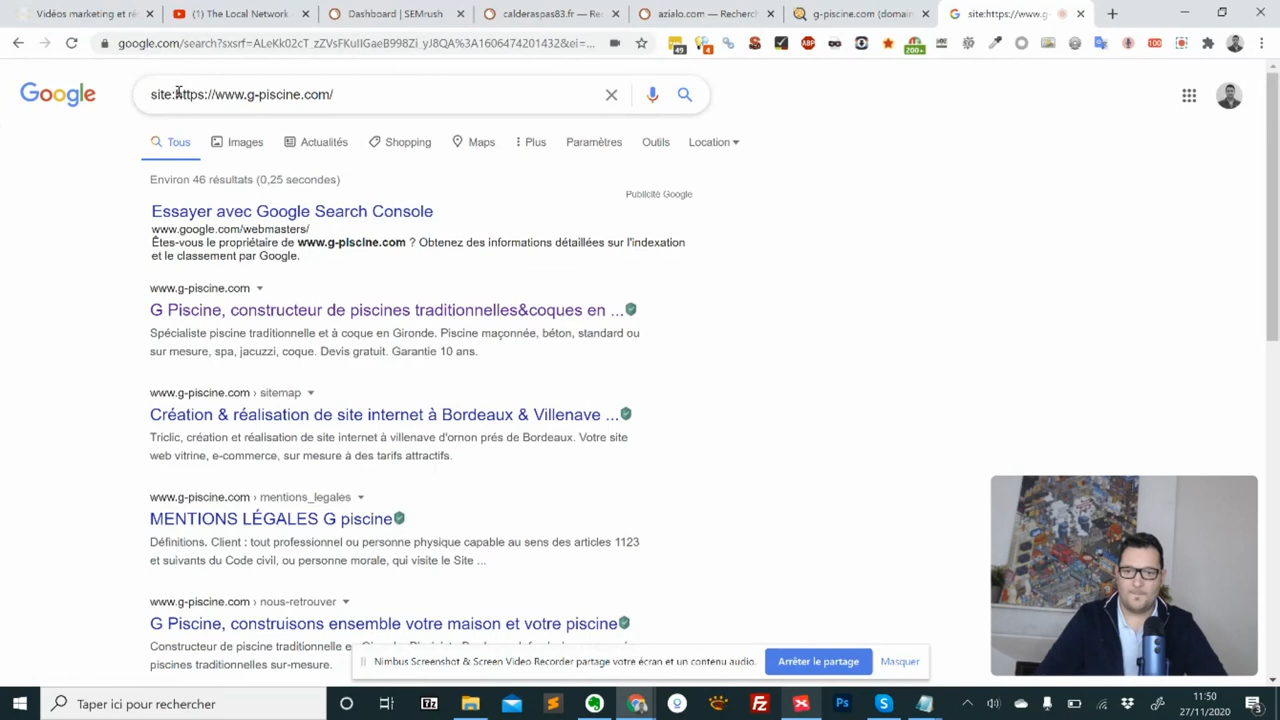 Vidéos marketing et ré
(1) The Local Network
Dashboard | SEMrush
calderaspas83.fr — Rec
azialo.com — Recherch
g-piscine.com (domain
site:https://www.g-
google.com/search?sxsrf=ALeKk02cT_zZVsFKuIIGaeB998Zi_yJ8QA%3A1606474201432&ei=...
49
4
ABP
200+
100
Google
site:https://www.g-piscine.com/
Tous
Images
Actualités
Shopping
Maps
Plus
Paramètres
Outils
Location
Environ 46 résultats (0,25 secondes)
Publicité Google
Essayer avec Google Search Console
www.google.com/webmasters/
Êtes-vous le propriétaire de www.g-piscine.com ? Obtenez des informations détaillées sur l'indexation
et le classement par Google.
www.g-piscine.com
G Piscine, constructeur de piscines traditionnelles&coques en ...
Spécialiste piscine traditionnelle et à coque en Gironde. Piscine maçonnée, béton, standard ou
sur mesure, spa, jacuzzi, coque. Devis gratuit. Garantie 10 ans.
www.g-piscine.com › sitemap
Création & réalisation de site internet à Bordeaux & Villenave ...
Triclic, création et réalisation de site internet à villenave d'ornon prés de Bordeaux. Votre site
web vitrine, e-commerce, sur mesure à des tarifs attractifs.
www.g-piscine.com › mentions_legales
MENTIONS LÉGALES G piscine
Définitions. Client : tout professionnel ou personne physique capable au sens des articles 1123
et suivants du Code civil, ou personne morale, qui visite le Site ...
www.g-piscine.com › nous-retrouver
G Piscine, construisons ensemble votre maison et votre piscine
Constructeur de piscine traditionnelle
piscines traditionnelles sur-mesure.
Nimbus Screenshot & Screen Video Recorder partage votre écran et un contenu audio.
Arrêter le partage
Masquer
Taper ici pour rechercher
11:50
27/11/2020
3